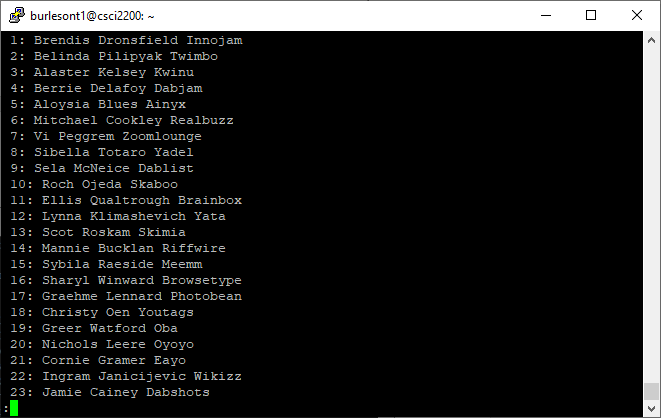 burlesont1@csci2200: ~
1: Brendis Dronsfield Innojam
2: Belinda Pilipyak Twimbo
3: Alaster Kelsey Kwinu
4: Berrie Delafoy Dabjam
5: Aloysia Blues Ainyx
6: Mitchael Cookley Realbuzz
7: Vi Peggrem Zoomlounge
8: Sibella Totaro Yadel
9: Sela McNeice Dablist
10: Roch Ojeda Skaboo
11: Ellis Qualtrough Brainbox
12: Lynna Klimashevich Yata
13: Scot Roskam Skimia
14: Mannie Bucklan Riffwire
15: Sybila Raeside Meemm
16: Sharyl Winward Browsetype
17: Graehme Lennard Photobean
18: Christy Oen Youtags
19: Greer Watford Oba
20: Nichols Leere Oyoyo
21: Cornie Gramer Eayo
22: Ingram Janicijevic Wikizz
23: Jamie Cainey Dabshots
: